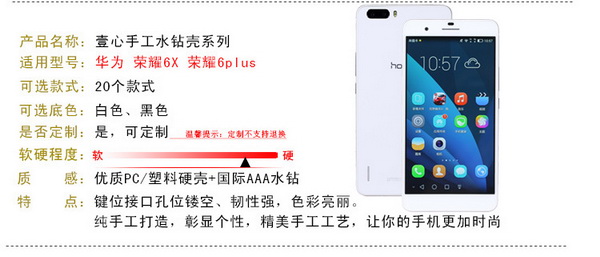 产品名称：壹心手工水钻壳系列
适用型号：华为 荣耀6X 荣耀6plus
可选款式：20个款式
可选底色：白色、黑色
是否定制：是，可定制 温馨提示：定制不支持退换
软硬程度：软 硬
质 感：优质PC/塑料硬壳+国际AAA水钻
特 点：键位接口孔位镂空、韧性强，色彩亮丽。
纯手工打造，彰显个性，精美手工工艺，让你的手机更加时尚
ho